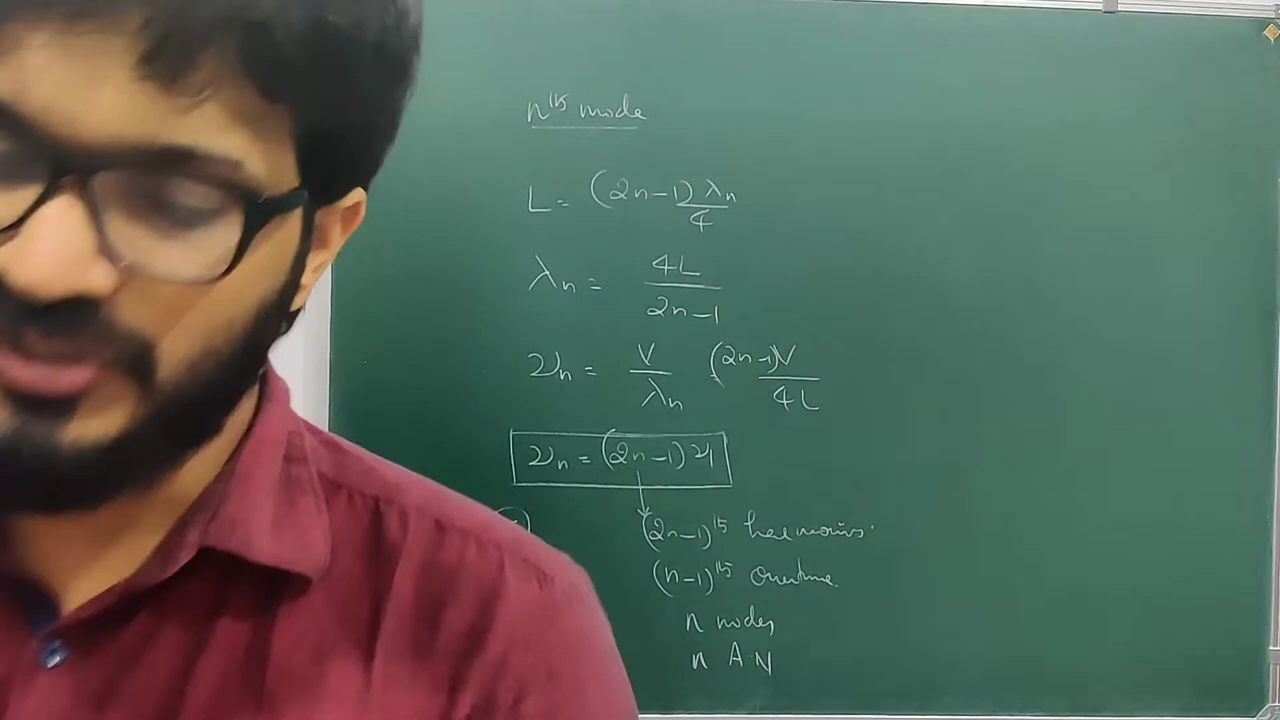 nth mode
L = (2n-1) λn / 4
λn = 4L / 2n-1
νn = V / λn (2n-1)V / 4L
νn = (2n-1) ν1
(2n-1)th harmonics.
(n-1)th overtone
n nodes
n A.N